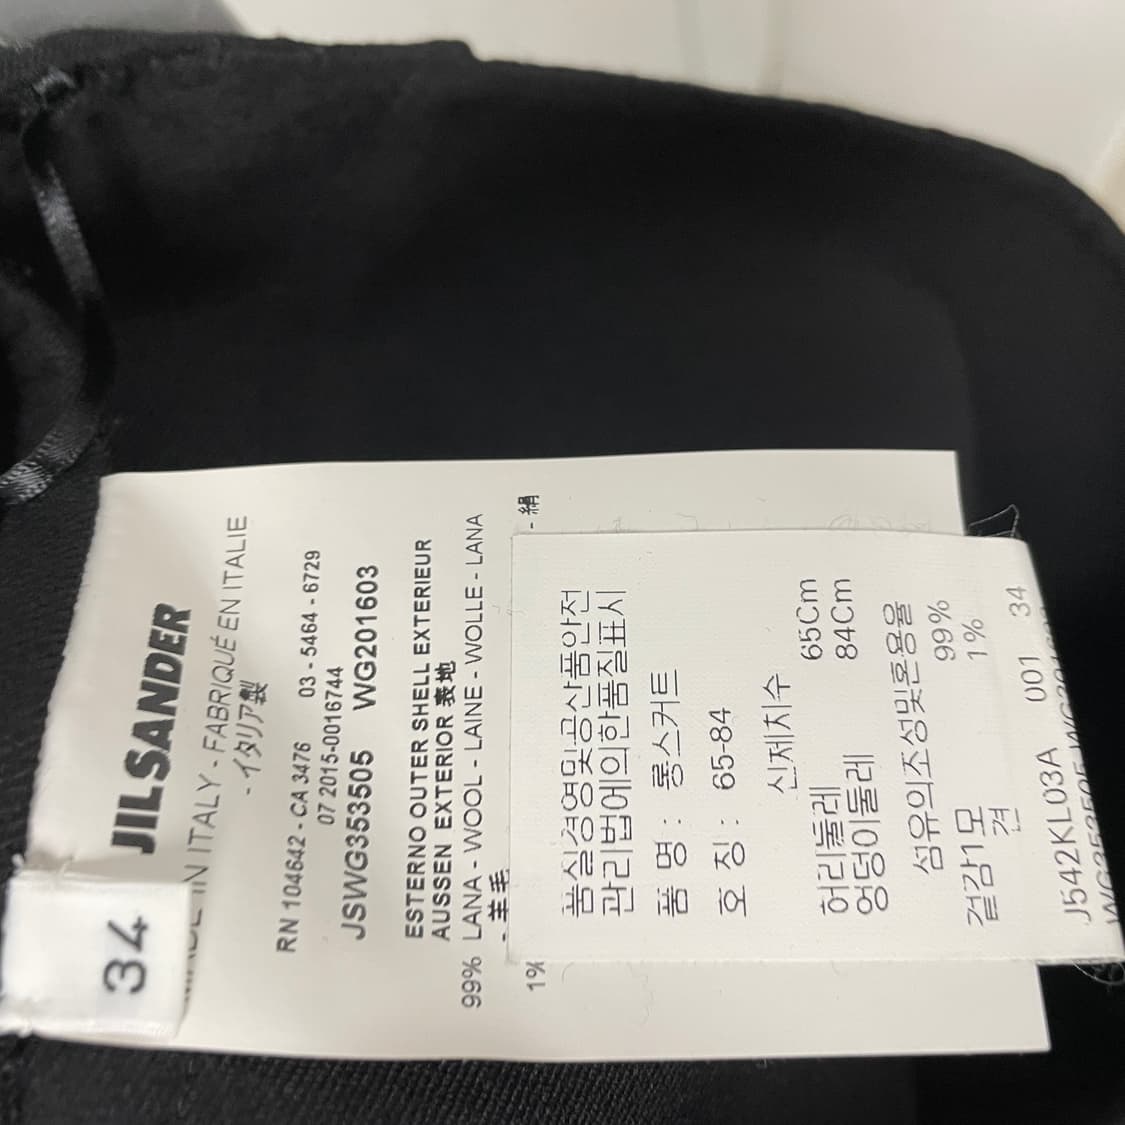 34
JILSANDER
IN ITALY - FABRIQUÉ EN ITALIE
- イタリア製
RN 104642 - CA 3476 03 - 5464 - 6729
07 2015-0016744
JSWG353505 WG201603
ESTERNO OUTER SHELL EXTERIEUR
AUSSEN EXTERIOR 表地
99% LANA - WOOL - LAINE - WOLLE - LANA
- 羊毛
1% - 絹
품실경영및공산품안전
관리법에의한품질표시
품 명 : 롱스커트
호 칭 : 65-84
신제치수
허리둘레 65Cm
엉덩이둘레 84Cm
섬유의조성및혼용율
겉감1 모 99%
견 1%
J542KL03A 001 34